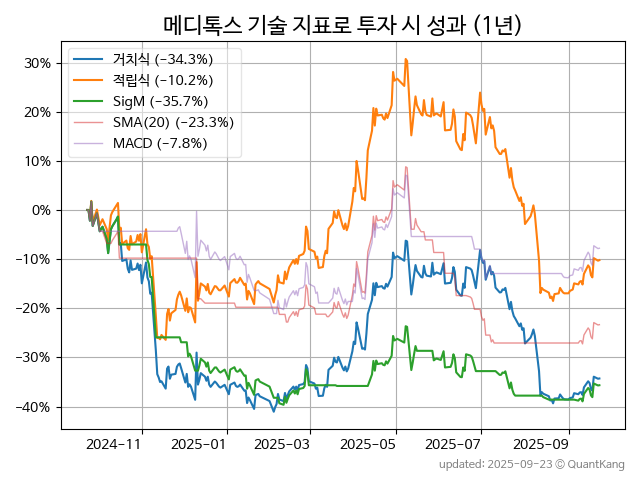 메디톡스 기술 지표로 투자 시 성과 (1년)
거치식 (−34.3%)
적립식 (−10.2%)
SigM (−35.7%)
SMA(20) (−23.3%)
MACD (−7.8%)
30%
20%
10%
0%
−10%
−20%
−30%
−40%
2024-11 2025-01 2025-03 2025-05 2025-07 2025-09
updated: 2025-09-23 ⓒ QuantKang